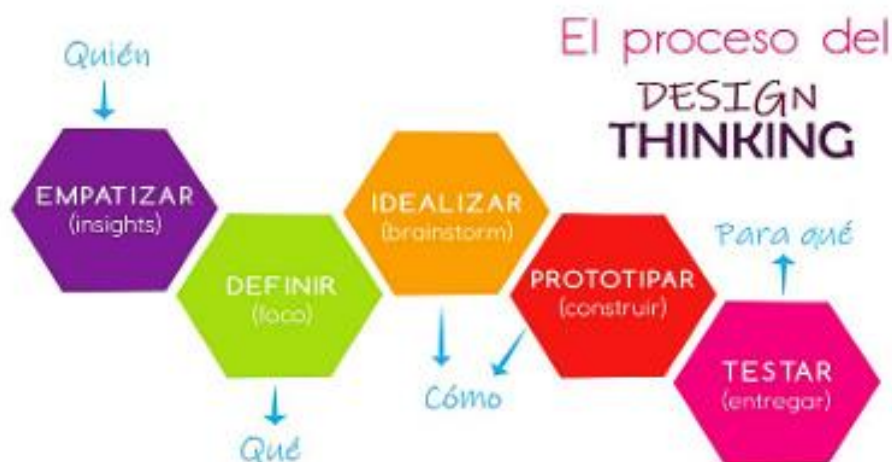 El proceso del
DESIGN
THINKING
Quién
EMPATIZAR
(insights)
DEFINIR
(foco)
Qué
IDEALIZAR
(brainstorm)
Cómo
PROTOTIPAR
(construir)
Para qué
TESTAR
(entregar)